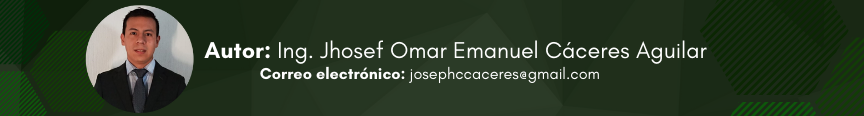 Autor: Ing. Jhosef Omar Emanuel Cáceres Aguilar
Correo electrónico: josephccaceres@gmail.com